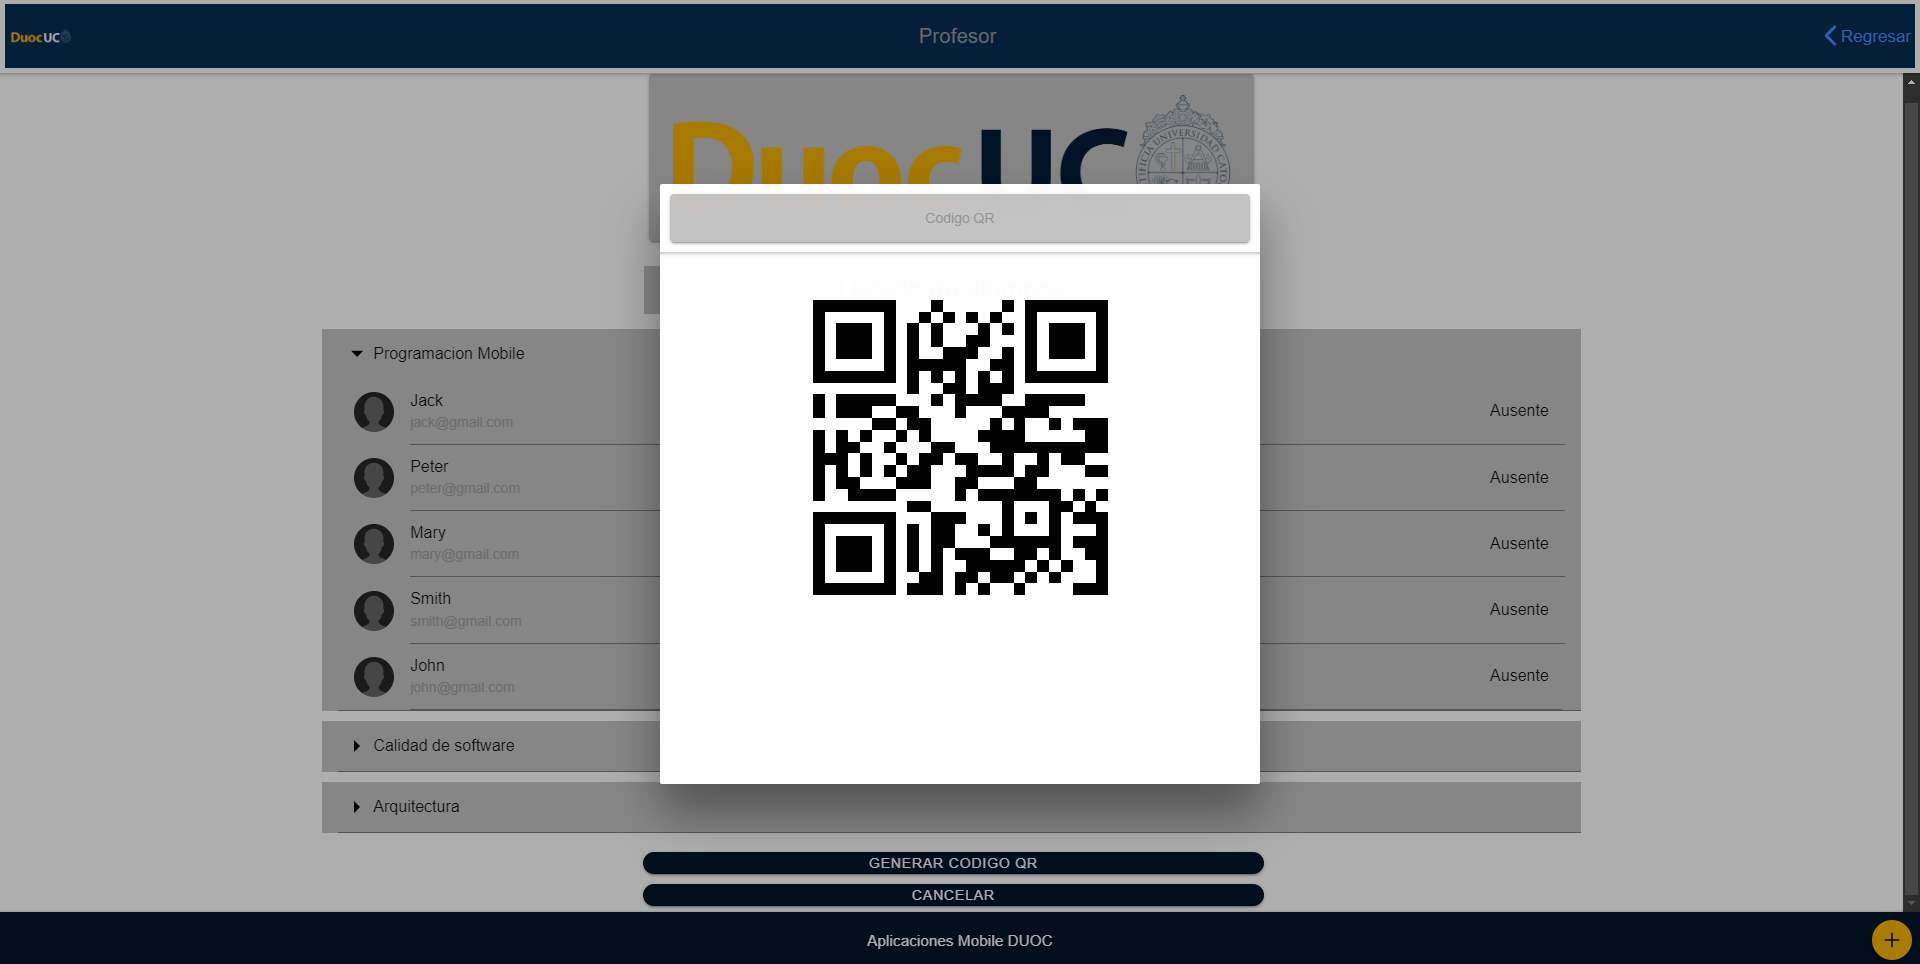 DuocUC
Profesor
Regresar
DuocUC
Codigo QR
Programacion Mobile
Jack
jack@gmail.com
Ausente
Peter
peter@gmail.com
Ausente
Mary
mary@gmail.com
Ausente
Smith
smith@gmail.com
Ausente
John
john@gmail.com
Ausente
Calidad de software
Arquitectura
GENERAR CODIGO QR
CANCELAR
Aplicaciones Mobile DUOC